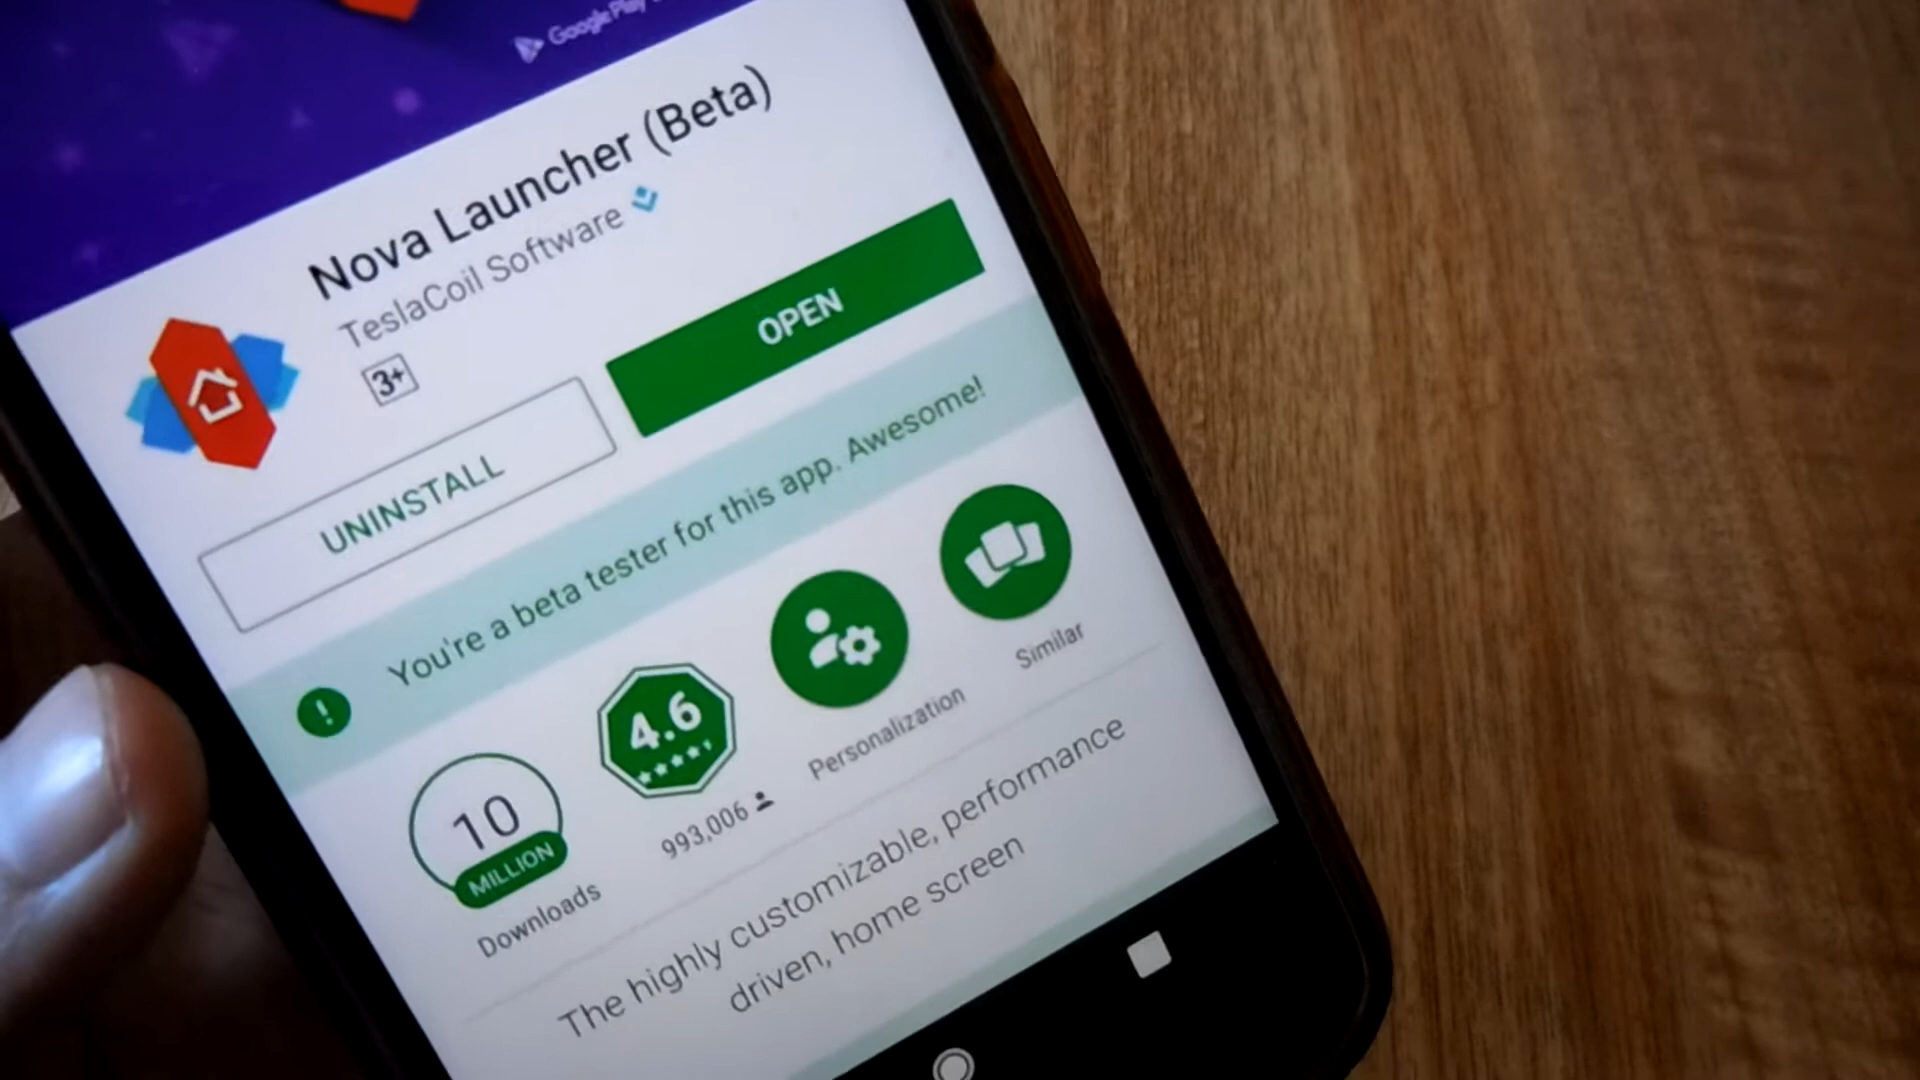 Google Play
Nova Launcher (Beta)
TeslaCoil Software
3+
UNINSTALL
OPEN
You're a beta tester for this app. Awesome!
10
MILLION
Downloads
4.6
993,006
Personalization
Similar
The highly customizable, performance
driven, home screen